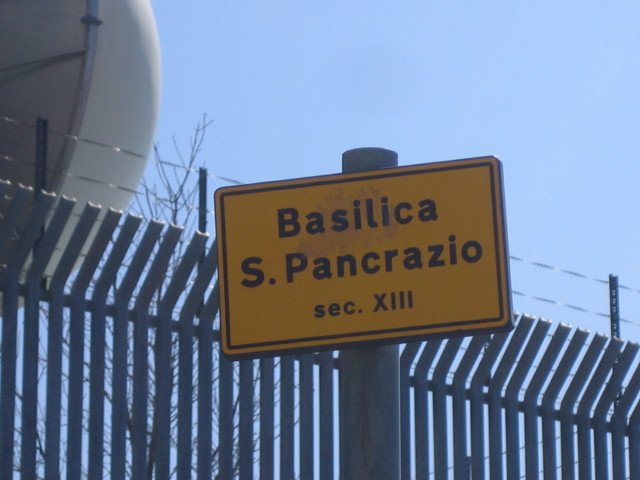 Basilica
S. Pancrazio
sec. XIII